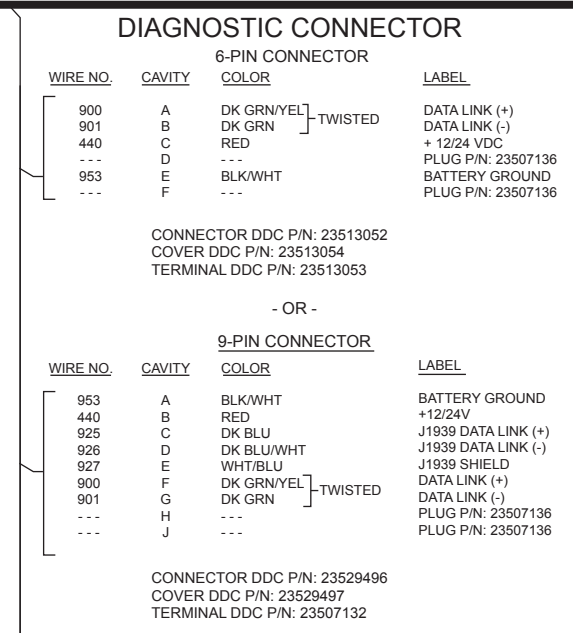 DIAGNOSTIC CONNECTOR
6-PIN CONNECTOR
WIRE NO. CAVITY COLOR LABEL
900 A DK GRN/YEL TWISTED DATA LINK (+)
901 B DK GRN DATA LINK (-)
440 C RED + 12/24 VDC
- - - D - - - PLUG P/N: 23507136
953 E BLK/WHT BATTERY GROUND
- - - F PLUG P/N: 23507136
CONNECTOR DDC P/N: 23513052
COVER DDC P/N: 23513054
TERMINAL DDC P/N: 23513053
- OR -
9-PIN CONNECTOR
WIRE NO. CAVITY COLOR LABEL
953 A BLK/WHT BATTERY GROUND
440 B RED +12/24V
925 C DK BLU J1939 DATA LINK (+)
926 D DK BLU/WHT J1939 DATA LINK (-)
927 E WHT/BLU J1939 SHIELD
900 F DK GRN/YEL TWISTED DATA LINK (+)
901 G DK GRN DATA LINK (-)
- - - H - - - PLUG P/N: 23507136
- - - J - - - PLUG P/N: 23507136
CONNECTOR DDC P/N: 23529496
COVER DDC P/N: 23529497
TERMINAL DDC P/N: 23507132